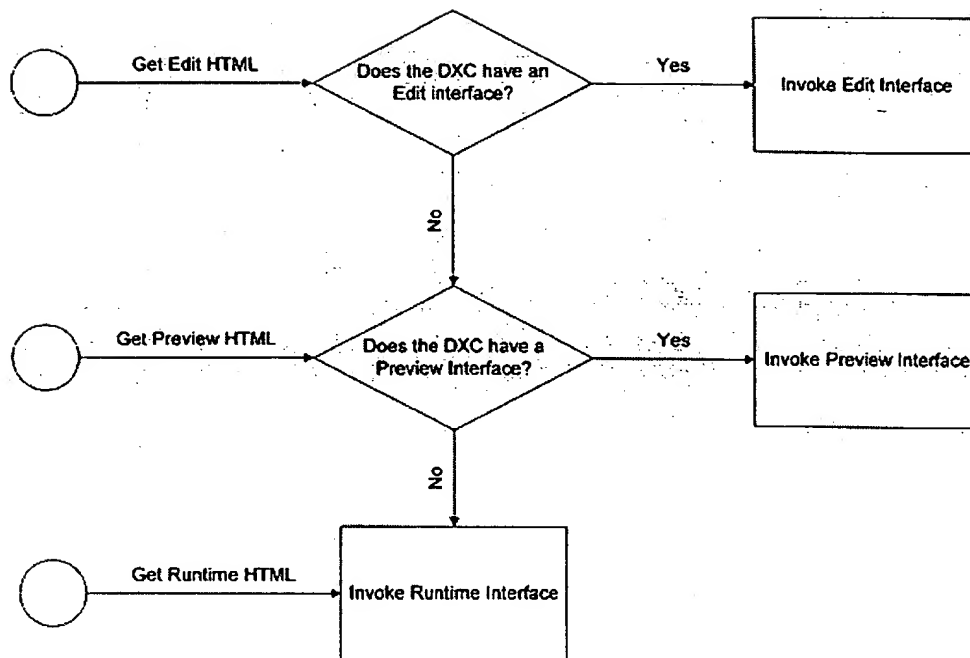 Get Edit HTML
Does the DXC have an
Edit interface?
Yes
Invoke Edit Interface
No
Get Preview HTML
Does the DXC have a
Preview Interface?
Yes
Invoke Preview Interface
No
Get Runtime HTML
Invoke Runtime Interface